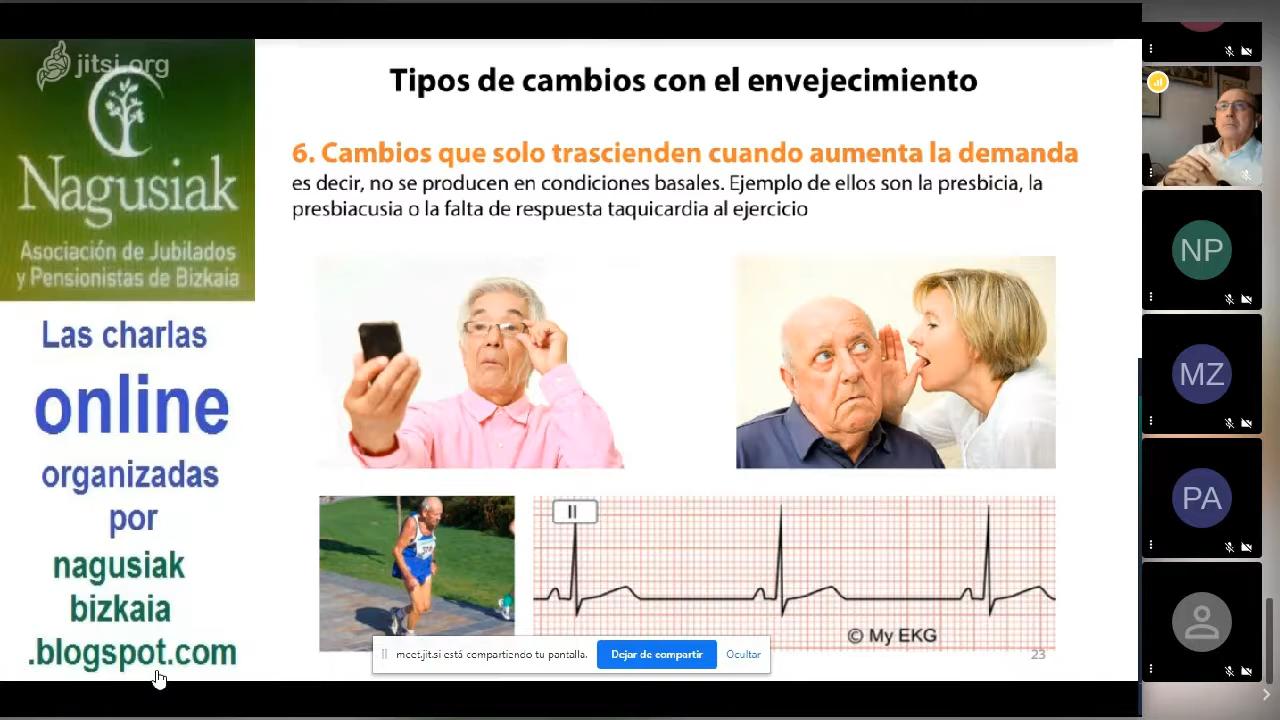 jitsi.org
Nagusiak
Asociación de Jubilados
y Pensionistas de Bizkaia
Las charlas
online
organizadas
por
nagusiak
bizkaia
.blogspot.com
Tipos de cambios con el envejecimiento
6. Cambios que solo trascienden cuando aumenta la demanda
es decir, no se producen en condiciones basales. Ejemplo de ellos son la presbicia, la
presbiacusia o la falta de respuesta taquicardia al ejercicio
II
© My EKG
23
meet.jit.si está compartiendo tu pantalla.
Dejar de compartir
Ocultar
NP
MZ
PA